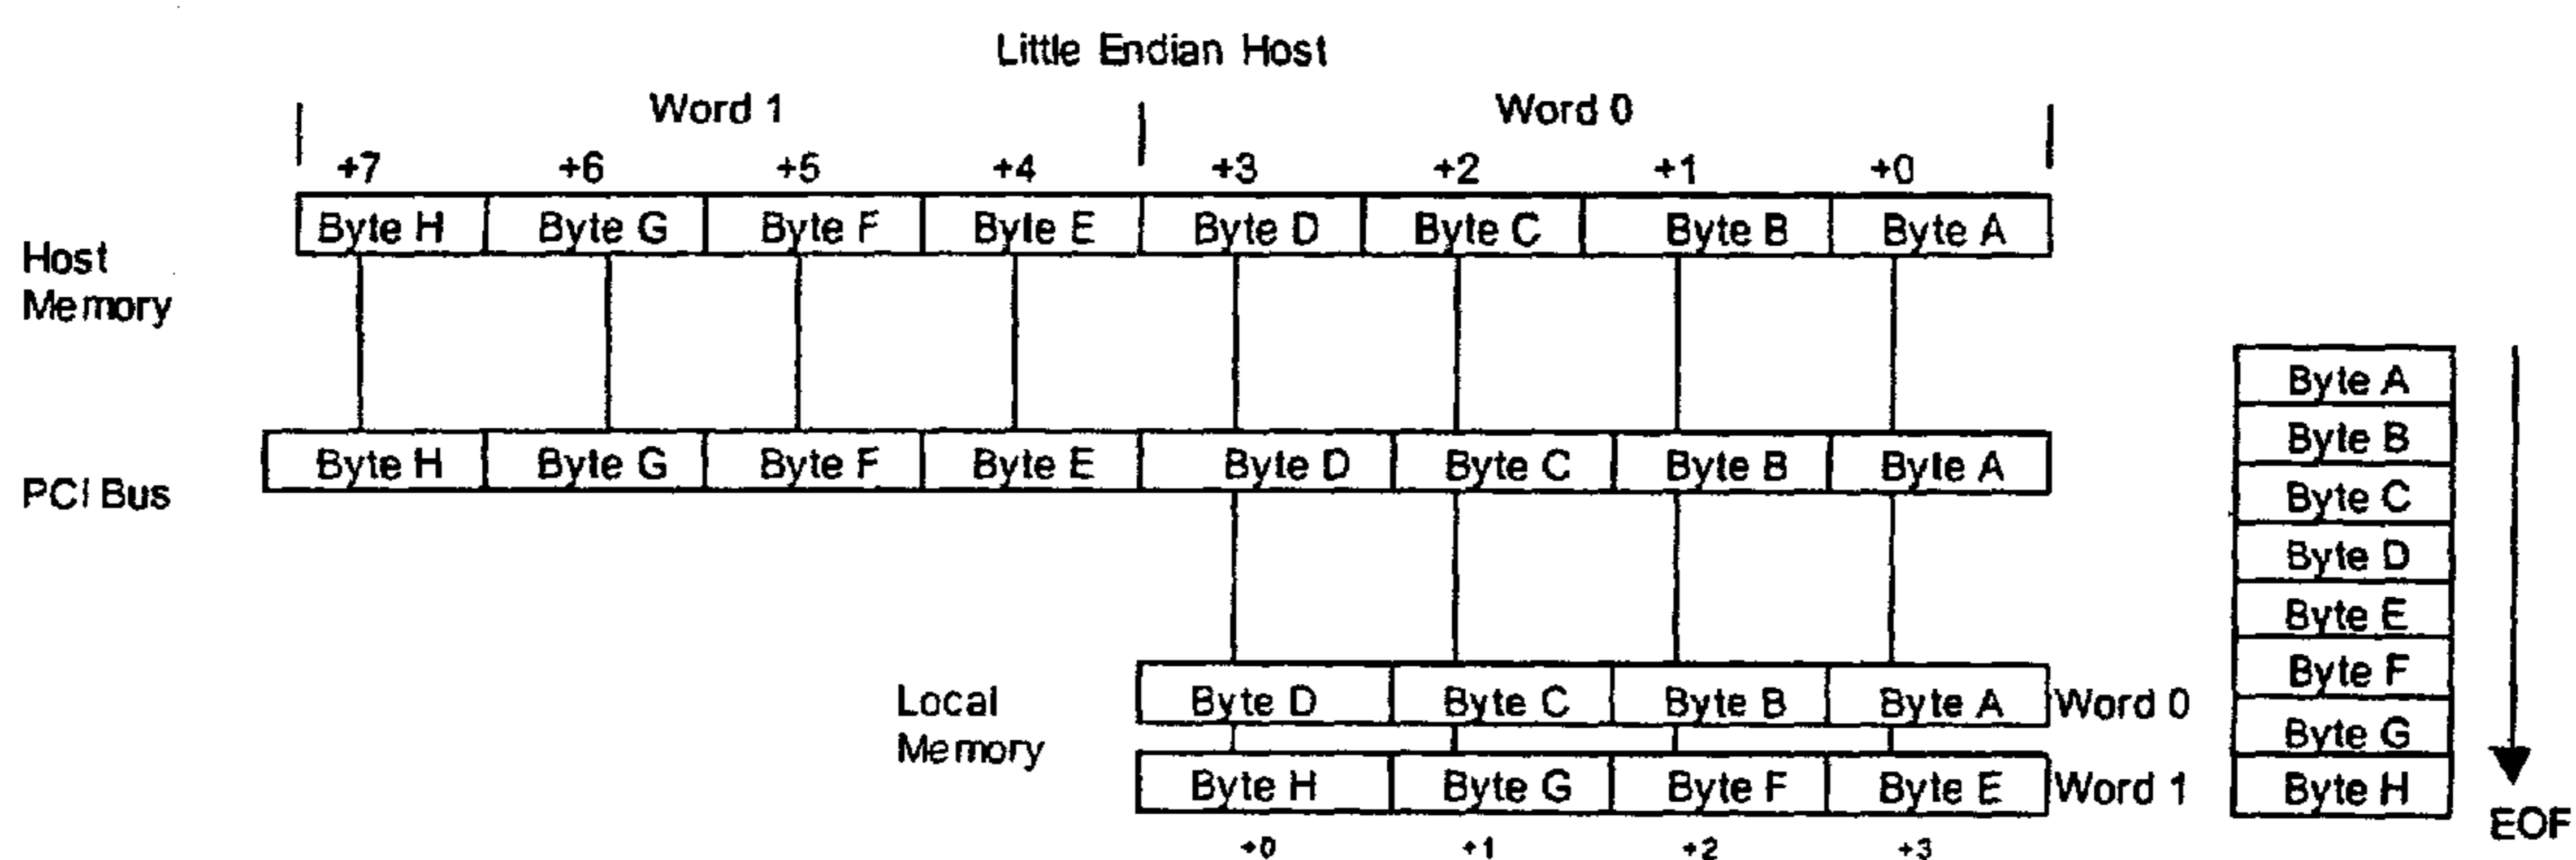 Little Endian Host
Word 1 Word 0
+7 +6 +5 +4 +3 +2 +1 +0
Host Memory
Byte H Byte G Byte F Byte E Byte D Byte C Byte B Byte A
PCI Bus
Byte H Byte G Byte F Byte E Byte D Byte C Byte B Byte A
Local Memory
Byte D Byte C Byte B Byte A Word 0
Byte H Byte G Byte F Byte E Word 1
+0 +1 +2 +3
Byte A
Byte B
Byte C
Byte D
Byte E
Byte F
Byte G
Byte H
EOF